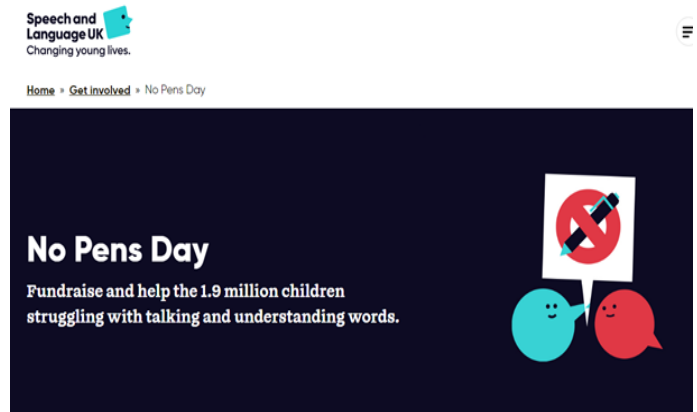 Speech and
Language UK
Changing young lives.
Home » Get involved » No Pens Day
No Pens Day
Fundraise and help the 1.9 million children
struggling with talking and understanding words.